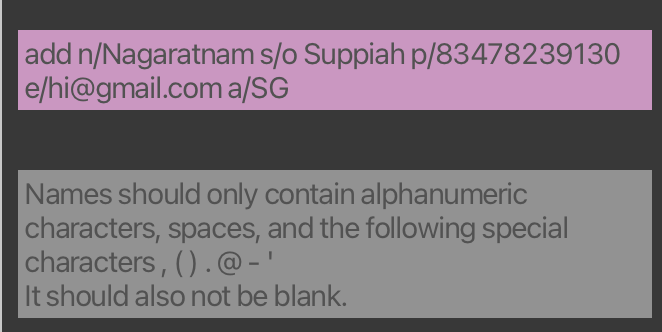 add n/Nagaratnam s/o Suppiah p/83478239130
e/hi@gmail.com a/SG
Names should only contain alphanumeric
characters, spaces, and the following special
characters , ( ) . @ - '
It should also not be blank.